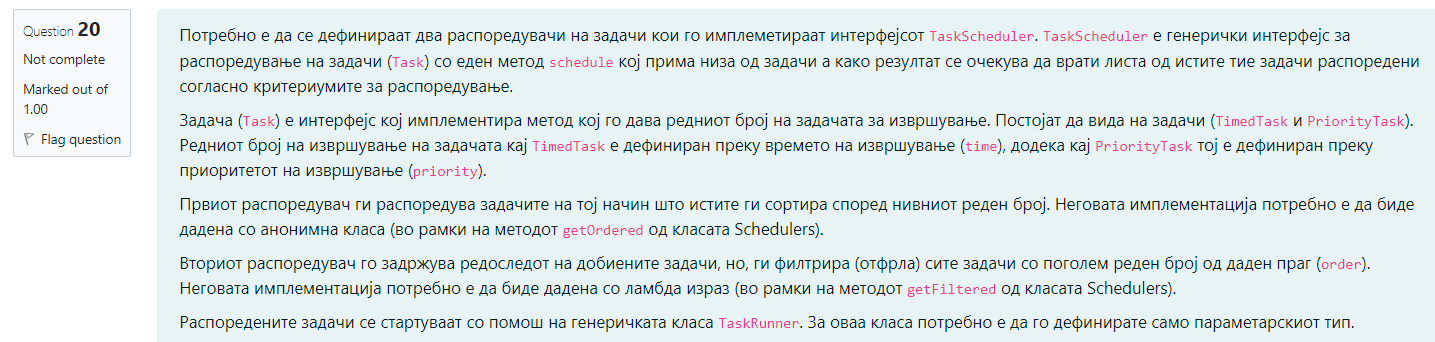 Question 20
Not complete
Marked out of
1.00
Flag question
Потребно е да се дефинираат два распоредувачи на задачи кои го имплеметираат интерфејсот TaskScheduler. TaskScheduler е генерички интерфејс за
распоредување на задачи (Task) со еден метод schedule кој прима низа од задачи а како резултат се очекува да врати листа од истите тие задачи распоредени
согласно критериумите за распоредување.
Задача (Task) е интерфејс кој имплементира метод кој го дава редниот број на задачата за извршување. Постојат да вида на задачи (TimedTask и PriorityTask).
Редниот број на извршување на задачата кај TimedTask е дефиниран преку времето на извршување (time), додека кај PriorityTask тој е дефиниран преку
приоритетот на извршување (priority).
Првиот распоредувач ги распоредува задачите на тој начин што истите ги сортира според нивниот реден број. Неговата имплементација потребно е да биде
дадена со анонимна класа (во рамки на методот getOrdered од класата Schedulers).
Вториот распоредувач го задржува редоследот на добиените задачи, но, ги филтрира (отфрла) сите задачи со поголем реден број од даден праг (order).
Неговата имплементација потребно е да биде дадена со ламбда израз (во рамки на методот getFiltered од класата Schedulers).
Распоредените задачи се стартуваат со помош на генеричката класа TaskRunner. За оваа класа потребно е да го дефинирате само параметарскиот тип.